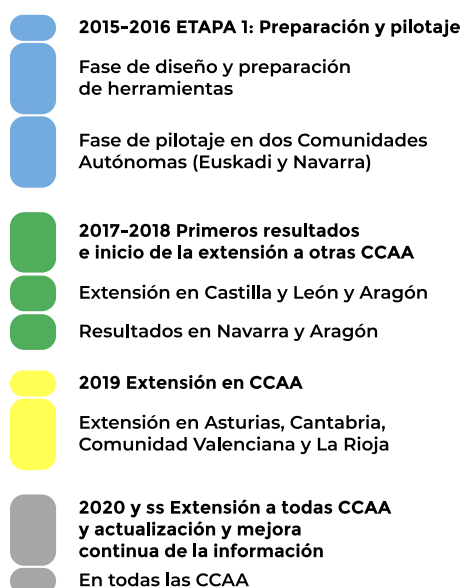 2015-2016 ETAPA 1: Preparación y pilotaje
Fase de diseño y preparación
de herramientas
Fase de pilotaje en dos Comunidades
Autónomas (Euskadi y Navarra)
2017-2018 Primeros resultados
e inicio de la extensión a otras CCAA
Extensión en Castilla y León y Aragón
Resultados en Navarra y Aragón
2019 Extensión en CCAA
Extensión en Asturias, Cantabria,
Comunidad Valenciana y La Rioja
2020 y ss Extensión a todas CCAA
y actualización y mejora
continua de la información
En todas las CCAA